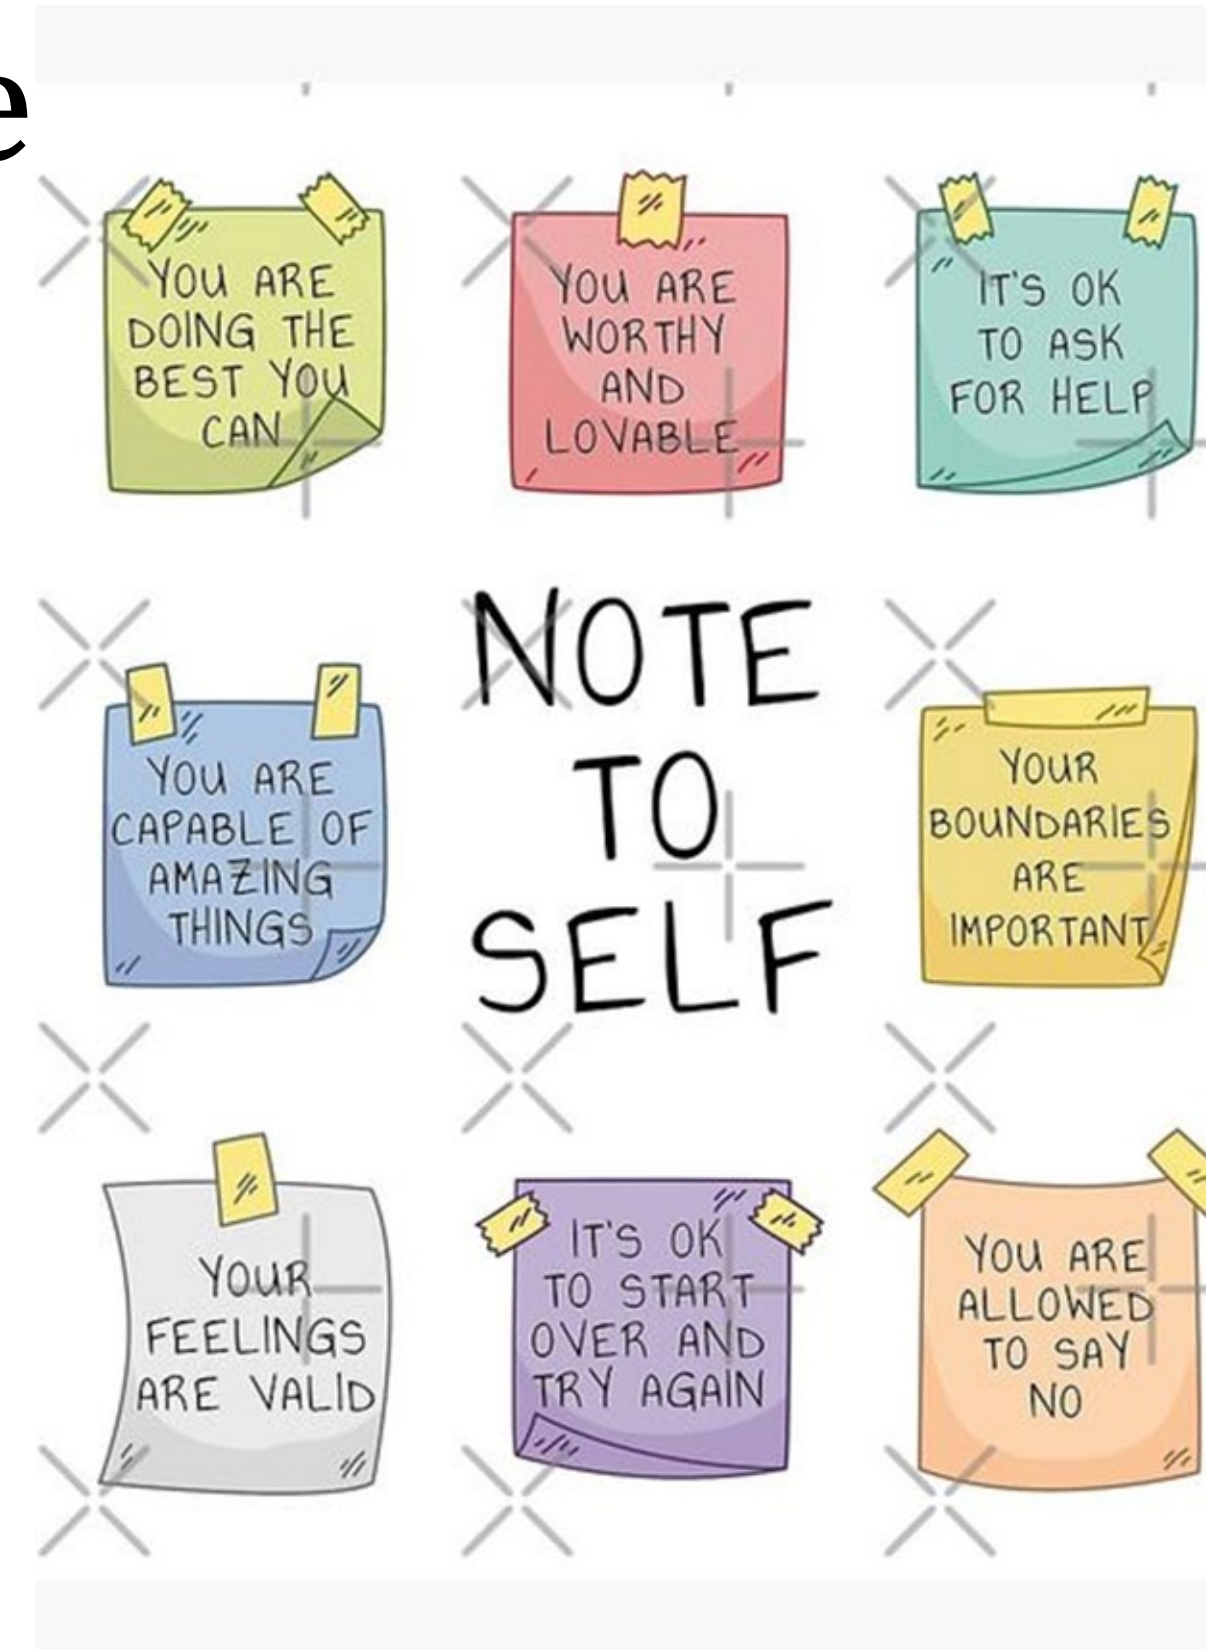 e
YOU ARE
DOING THE
BEST YOU
CAN
YOU ARE
WORTHY
AND
LOVABLE
IT'S OK
TO ASK
FOR HELP
YOU ARE
CAPABLE OF
AMAZING
THINGS
NOTE
TO
SELF
YOUR
BOUNDARIES
ARE
IMPORTANT
YOUR
FEELINGS
ARE VALID
IT'S OK
TO START
OVER AND
TRY AGAIN
YOU ARE
ALLOWED
TO SAY
NO